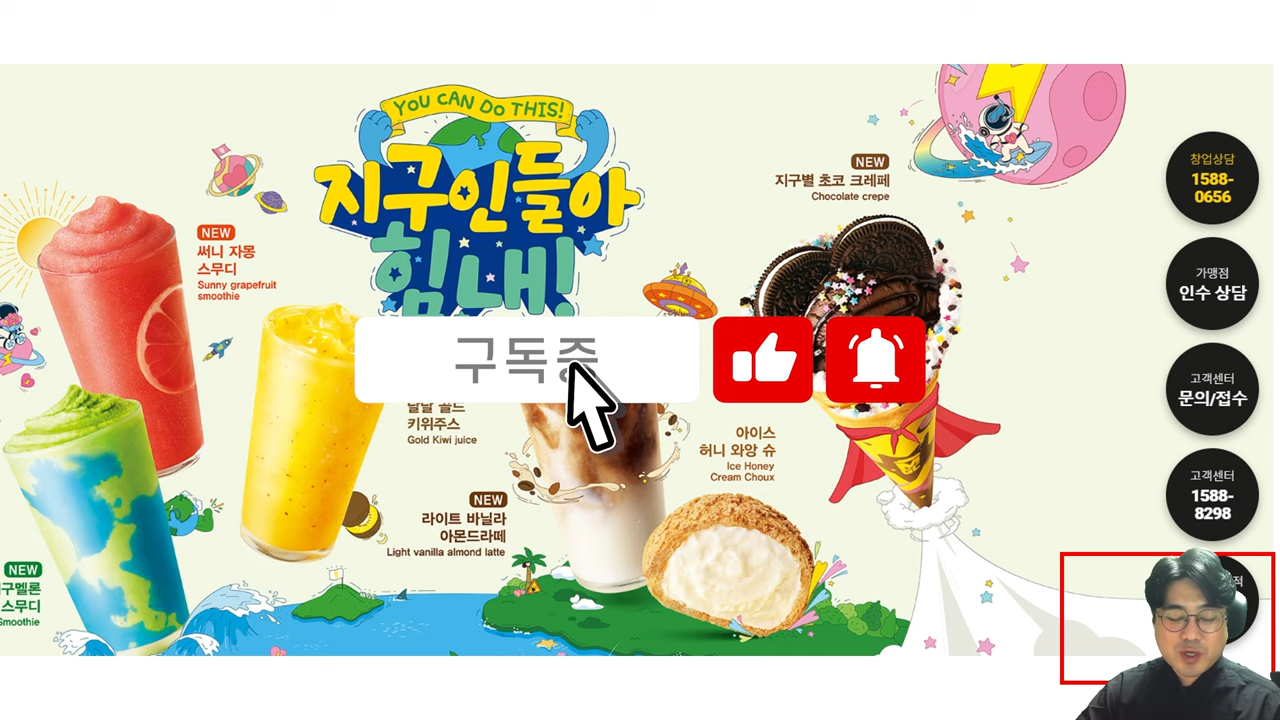 YOU CAN DO THIS!
지구인들아
힘내!
NEW
지구별 초코 크레페
Chocolate crepe
NEW
써니 자몽
스무디
Sunny grapefruit
smoothie
창업상담
1588-
0656
가맹점
인수 상담
고객센터
문의/접수
고객센터
1588-
8298
구독중
키위주스
Gold Kiwi juice
아이스
허니 와앙 슈
Ice Honey
Cream Choux
NEW
라이트 바닐라
아몬드라떼
Light vanilla almond latte
NEW
구멜론
스무디
Smoothie